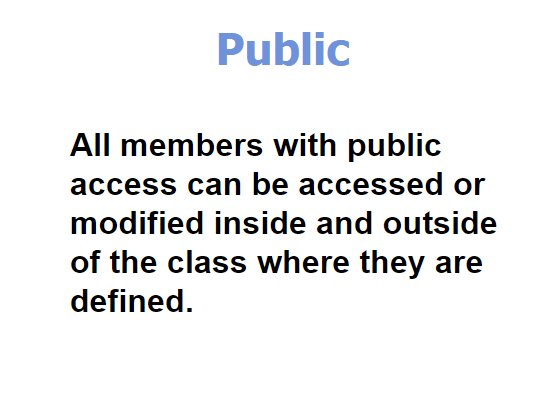 Public
All members with public
access can be accessed or
modified inside and outside
of the class where they are
defined.